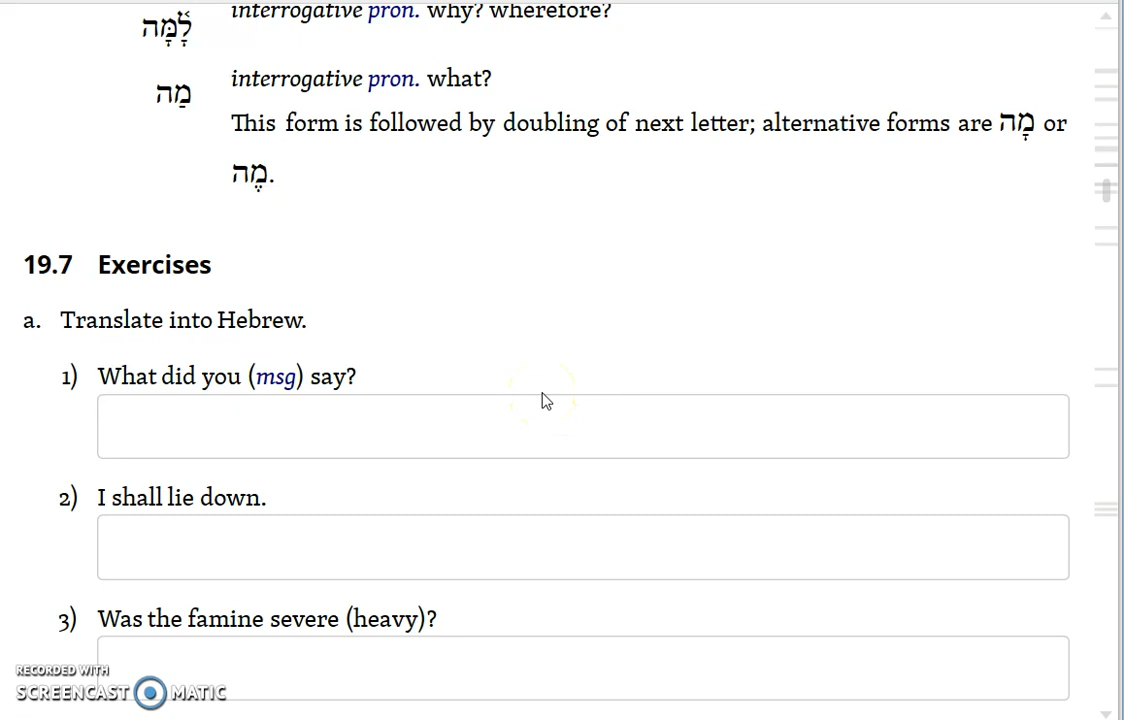 interrogative pron. why? wherefore?
לָ֫מָּה
interrogative pron. what?
מַה
This form is followed by doubling of next letter; alternative forms are מָה or
מֶה.
19.7 Exercises
a. Translate into Hebrew.
1) What did you (msg) say?
2) I shall lie down.
3) Was the famine severe (heavy)?
RECORDED WITH
SCREENCAST MATIC